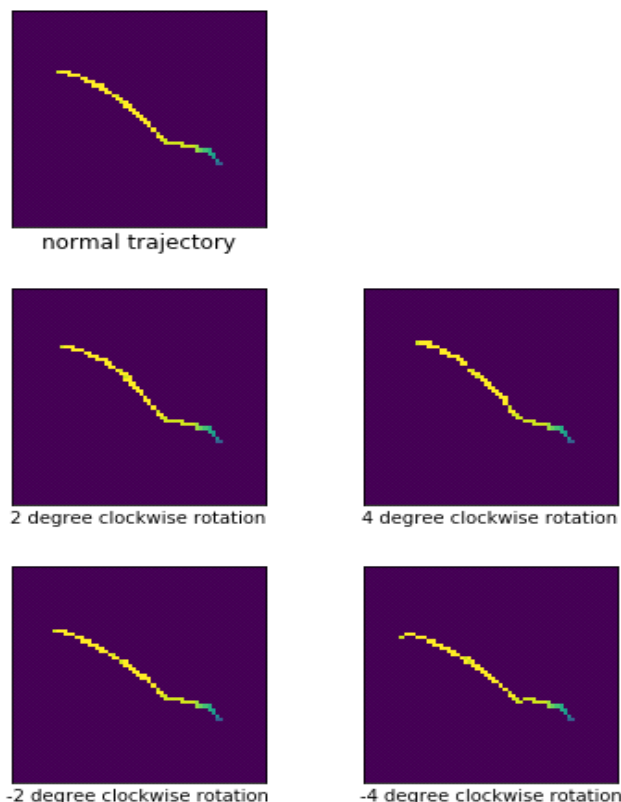 normal trajectory
2 degree clockwise rotation
4 degree clockwise rotation
-2 degree clockwise rotation
-4 degree clockwise rotation